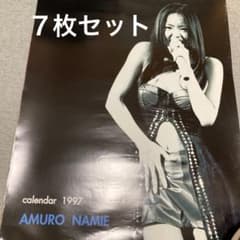 ７枚セット
calendar 1997
AMURO NAMIE